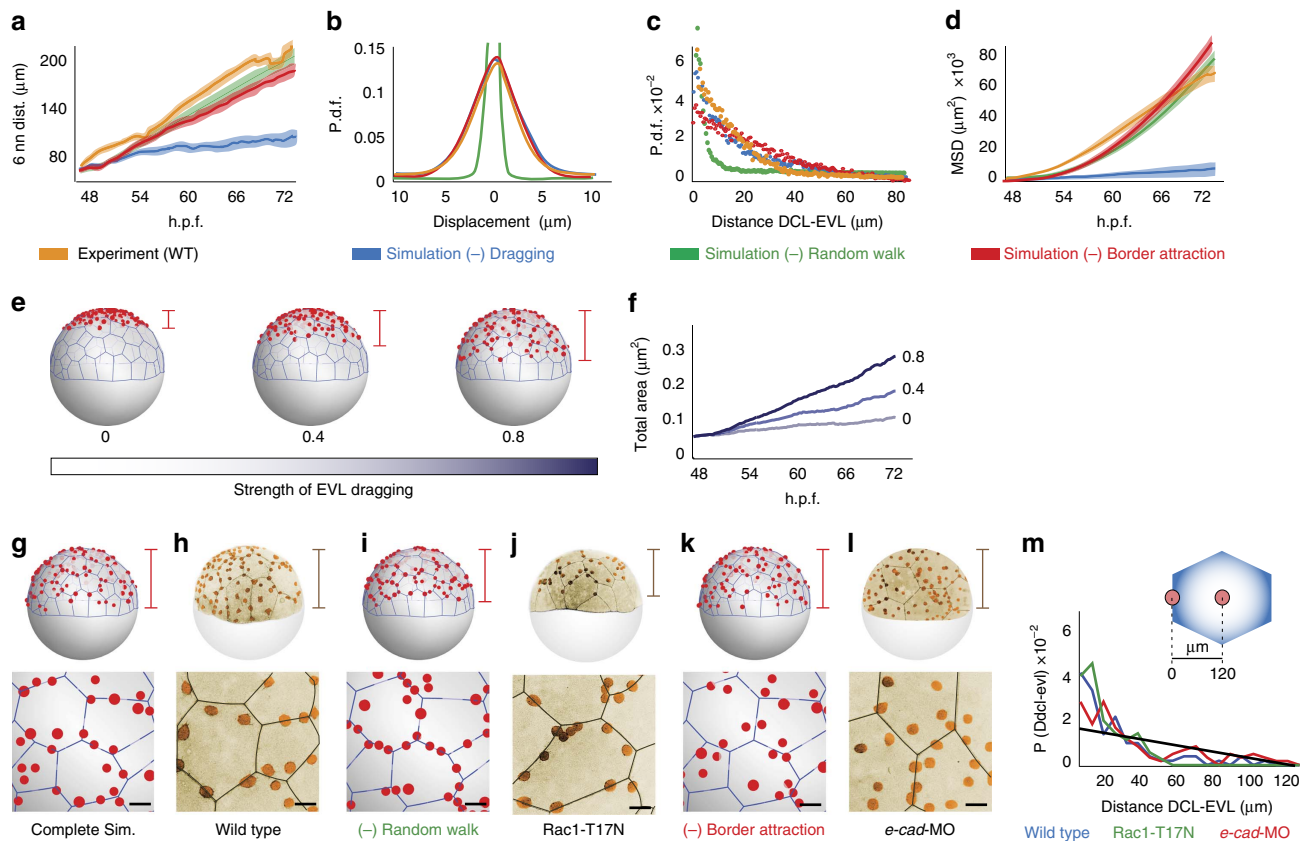 a
6 nn dist. (μm)
200
140
80
48 54 60 66 72
h.p.f.
b
P.d.f.
0.15
0.1
0.05
0
10 5 0 5 10
Displacement (μm)
c
P.d.f. ×10⁻²
6
4
2
0
0 20 40 60 80
Distance DCL-EVL (μm)
d
MSD (μm²) ×10³
80
60
40
20
0
48 54 60 66 72
h.p.f.
Experiment (WT)
Simulation (–) Dragging
Simulation (–) Random walk
Simulation (–) Border attraction
e
0
0.4
0.8
Strength of EVL dragging
f
Total area (μm²)
0.3
0.2
0.1
0
0.8
0.4
0
48 54 60 66 72
h.p.f.
g
Complete Sim.
h
Wild type
i
(–) Random walk
j
Rac1-T17N
k
(–) Border attraction
l
e-cad-MO
m
μm
0 120
P (Ddcl-evl) ×10⁻²
6
4
2
0
20 40 60 80 100 120
Distance DCL-EVL (μm)
Wild type Rac1-T17N e-cad-MO